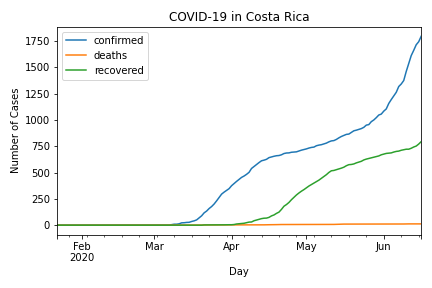 COVID-19 in Costa Rica
confirmed
deaths
recovered
Number of Cases
1750
1500
1250
1000
750
500
250
0
Feb
2020
Mar
Apr
May
Jun
Day